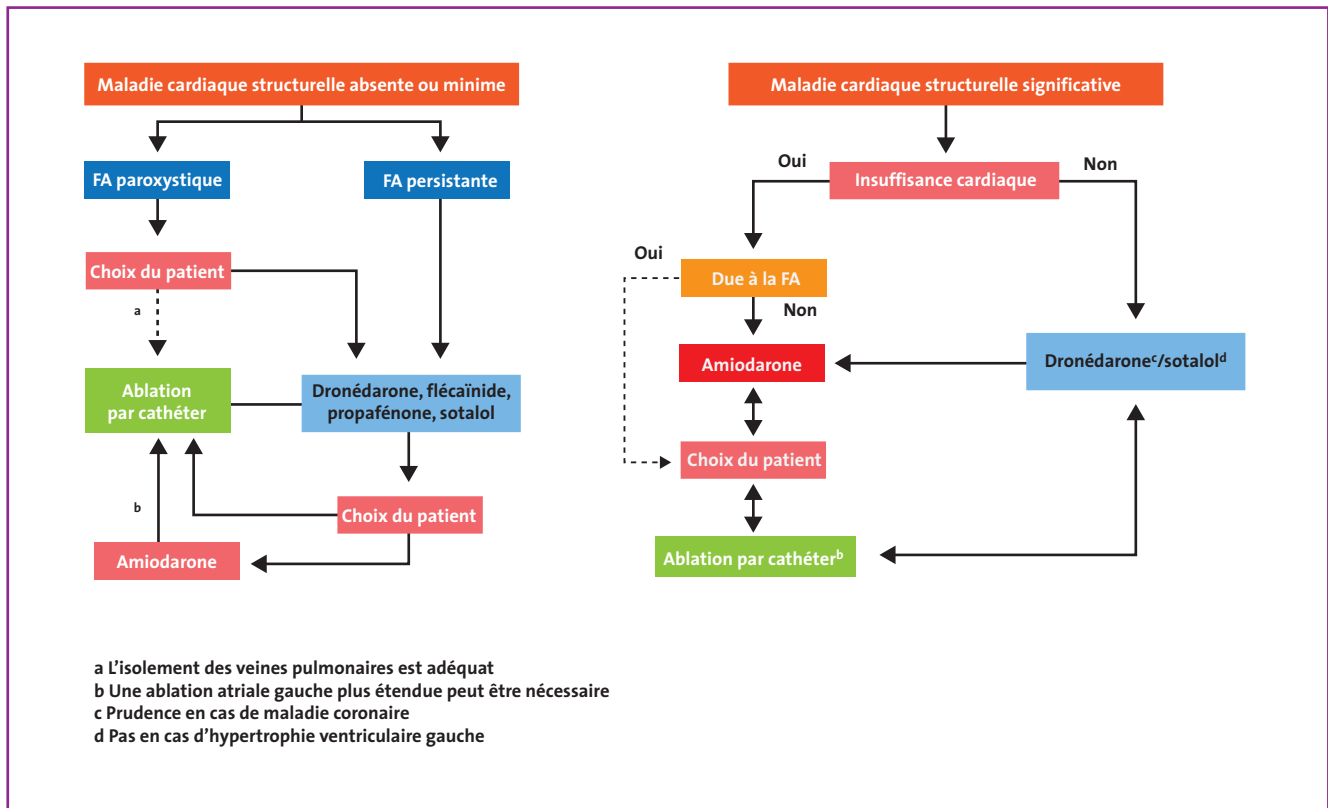 Maladie cardiaque structurelle absente ou minime
FA paroxystique
FA persistante
Choix du patient
a
Ablation
par cathéter
Dronédarone, flécaïnide,
propafénone, sotalol
b
Choix du patient
Amiodarone
Maladie cardiaque structurelle significative
Oui
Non
Insuffisance cardiaque
Oui
Due à la FA
Non
Amiodarone
Dronédaroneᶜ/sotalolᵈ
Choix du patient
Ablation par cathéterᵇ
a L'isolement des veines pulmonaires est adéquat
b Une ablation atriale gauche plus étendue peut être nécessaire
c Prudence en cas de maladie coronaire
d Pas en cas d'hypertrophie ventriculaire gauche